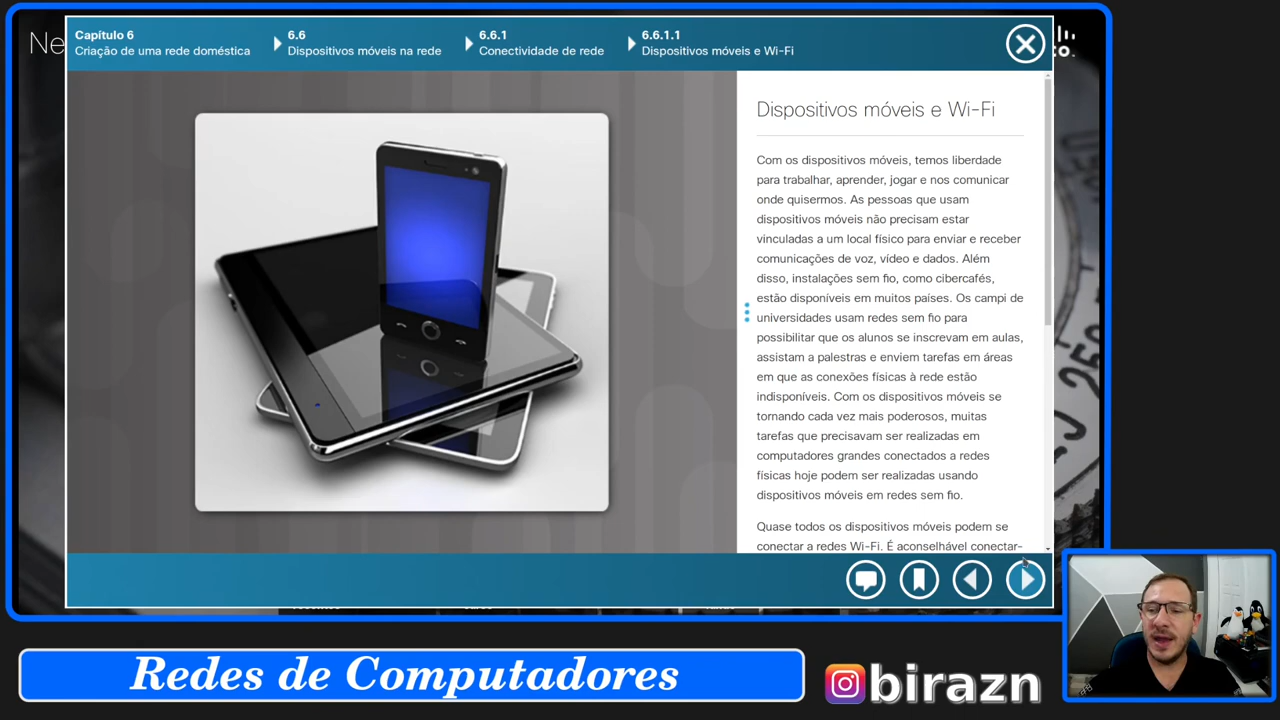 Ne
Capítulo 6
Criação de uma rede doméstica
6.6
Dispositivos móveis na rede
6.6.1
Conectividade de rede
6.6.1.1
Dispositivos móveis e Wi-Fi
co.
Dispositivos móveis e Wi-Fi
Com os dispositivos móveis, temos liberdade
para trabalhar, aprender, jogar e nos comunicar
onde quisermos. As pessoas que usam
dispositivos móveis não precisam estar
vinculadas a um local físico para enviar e receber
comunicações de voz, vídeo e dados. Além
disso, instalações sem fio, como cibercafés,
estão disponíveis em muitos países. Os campi de
universidades usam redes sem fio para
possibilitar que os alunos se inscrevam em aulas,
assistam a palestras e enviem tarefas em áreas
em que as conexões físicas à rede estão
indisponíveis. Com os dispositivos móveis se
tornando cada vez mais poderosos, muitas
tarefas que precisavam ser realizadas em
computadores grandes conectados a redes
físicas hoje podem ser realizadas usando
dispositivos móveis em redes sem fio.
Quase todos os dispositivos móveis podem se
conectar a redes Wi-Fi. É aconselhável conectar-
Redes de Computadores
birazn